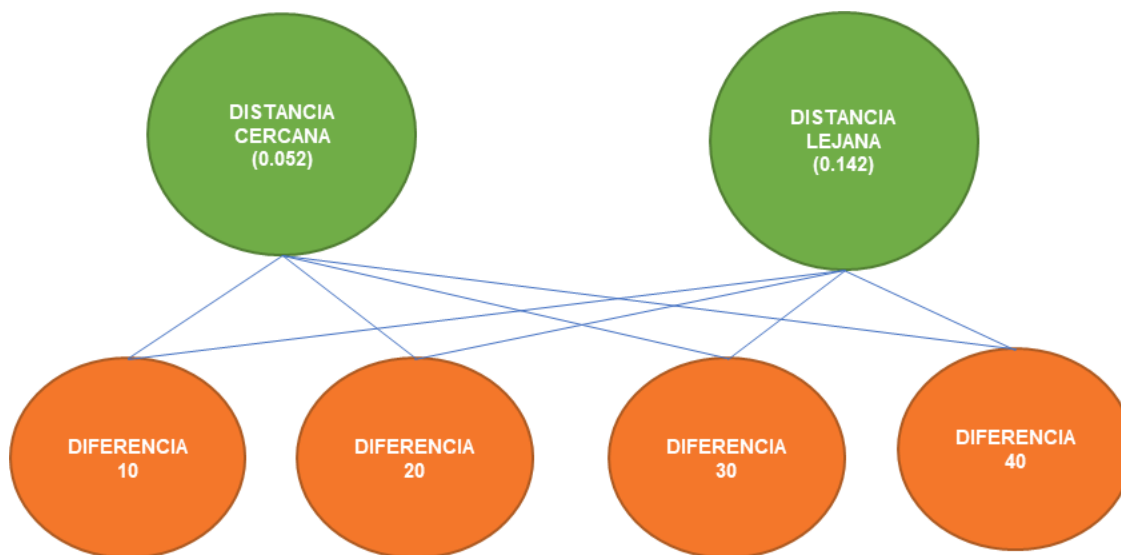 DISTANCIA
CERCANA
(0.052)
DISTANCIA
LEJANA
(0.142)
DIFERENCIA
10
DIFERENCIA
20
DIFERENCIA
30
DIFERENCIA
40